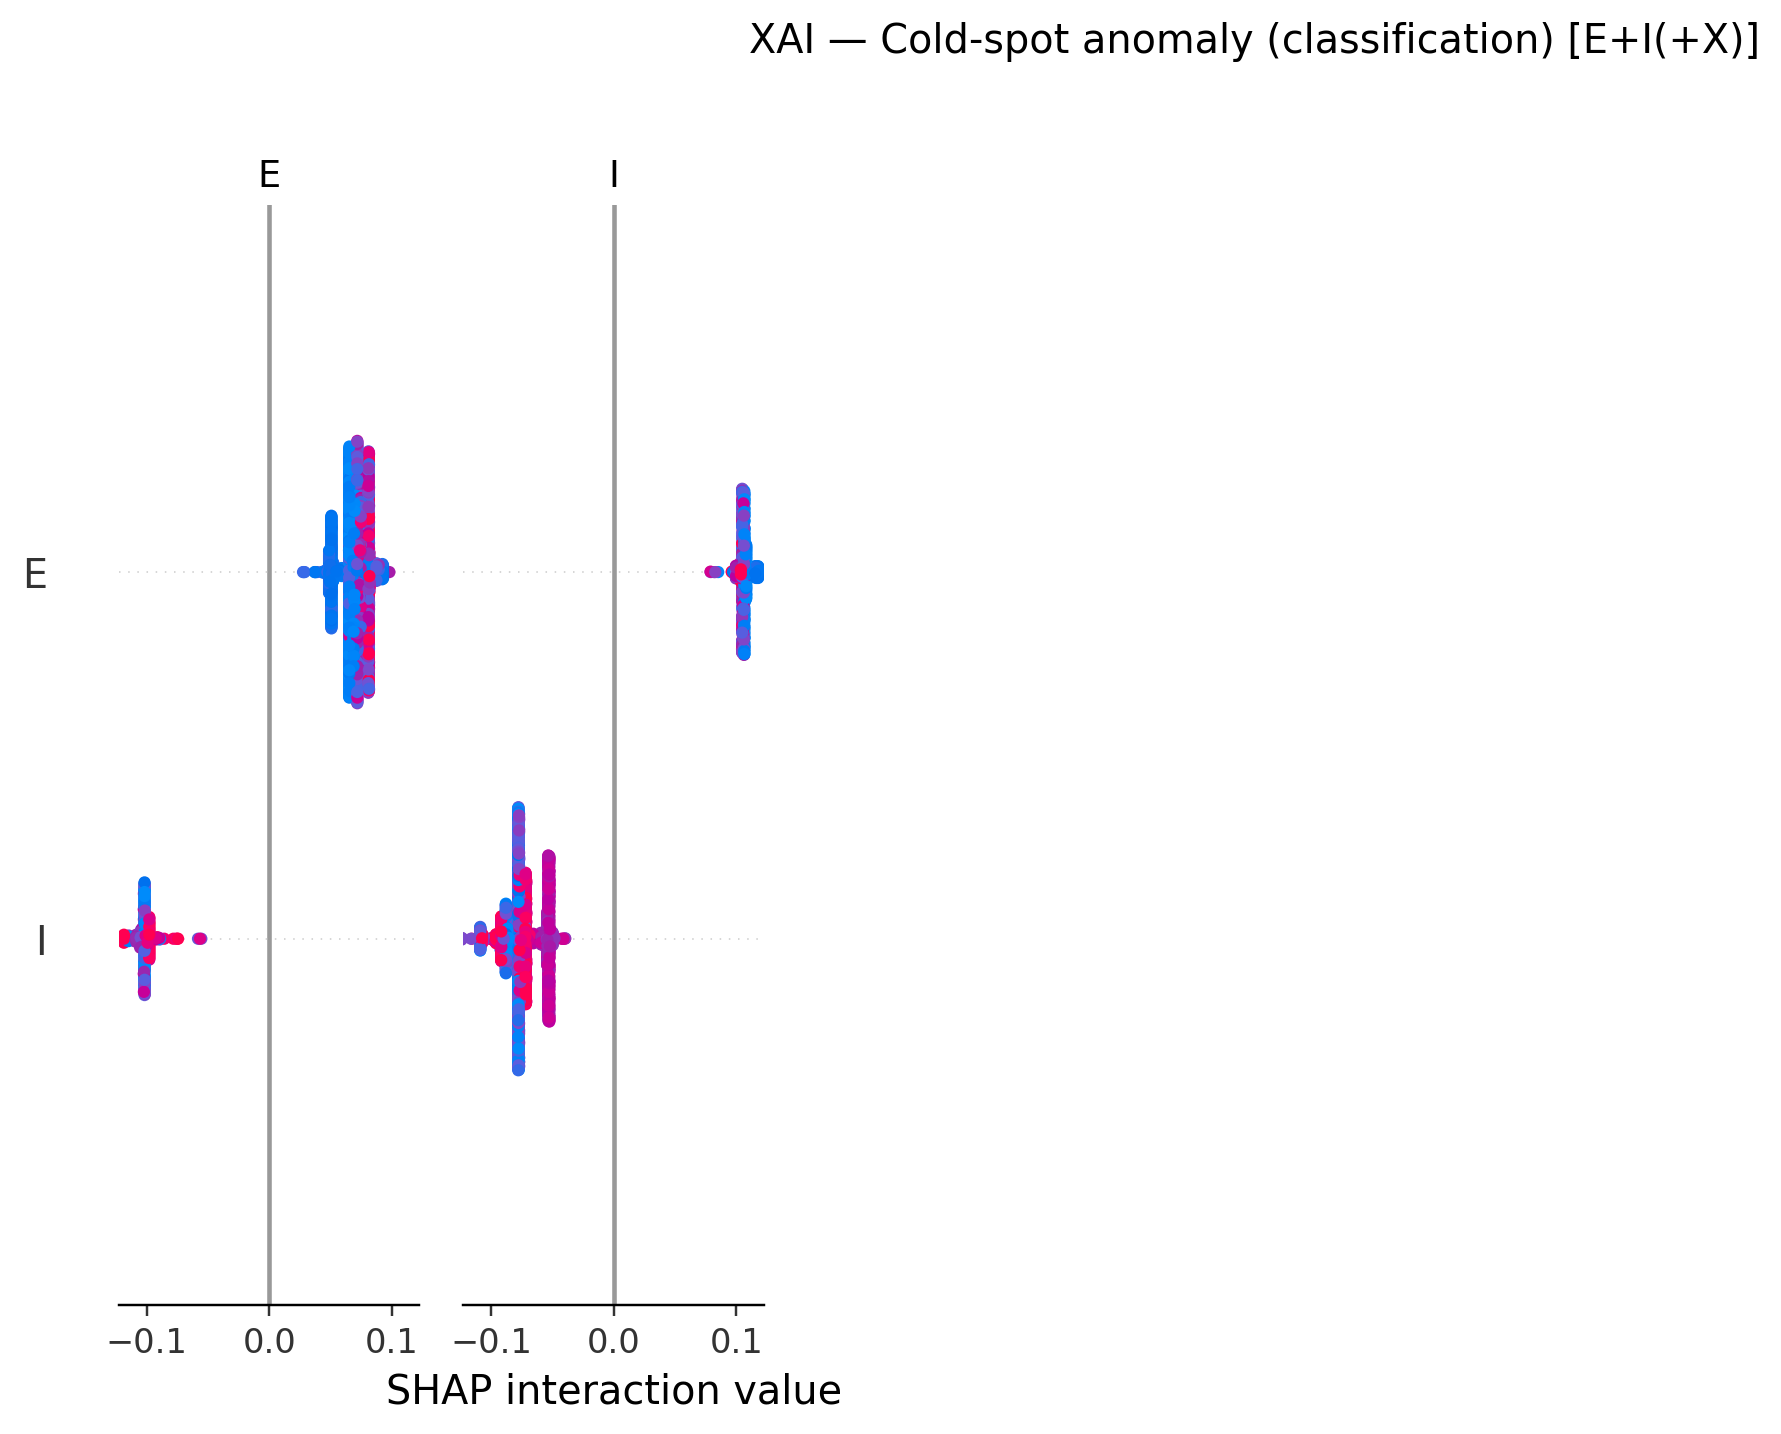 XAI — Cold-spot anomaly (classification) [E+I(+X)]
E I
E
I
−0.1 0.0 0.1 −0.1 0.0 0.1
SHAP interaction value